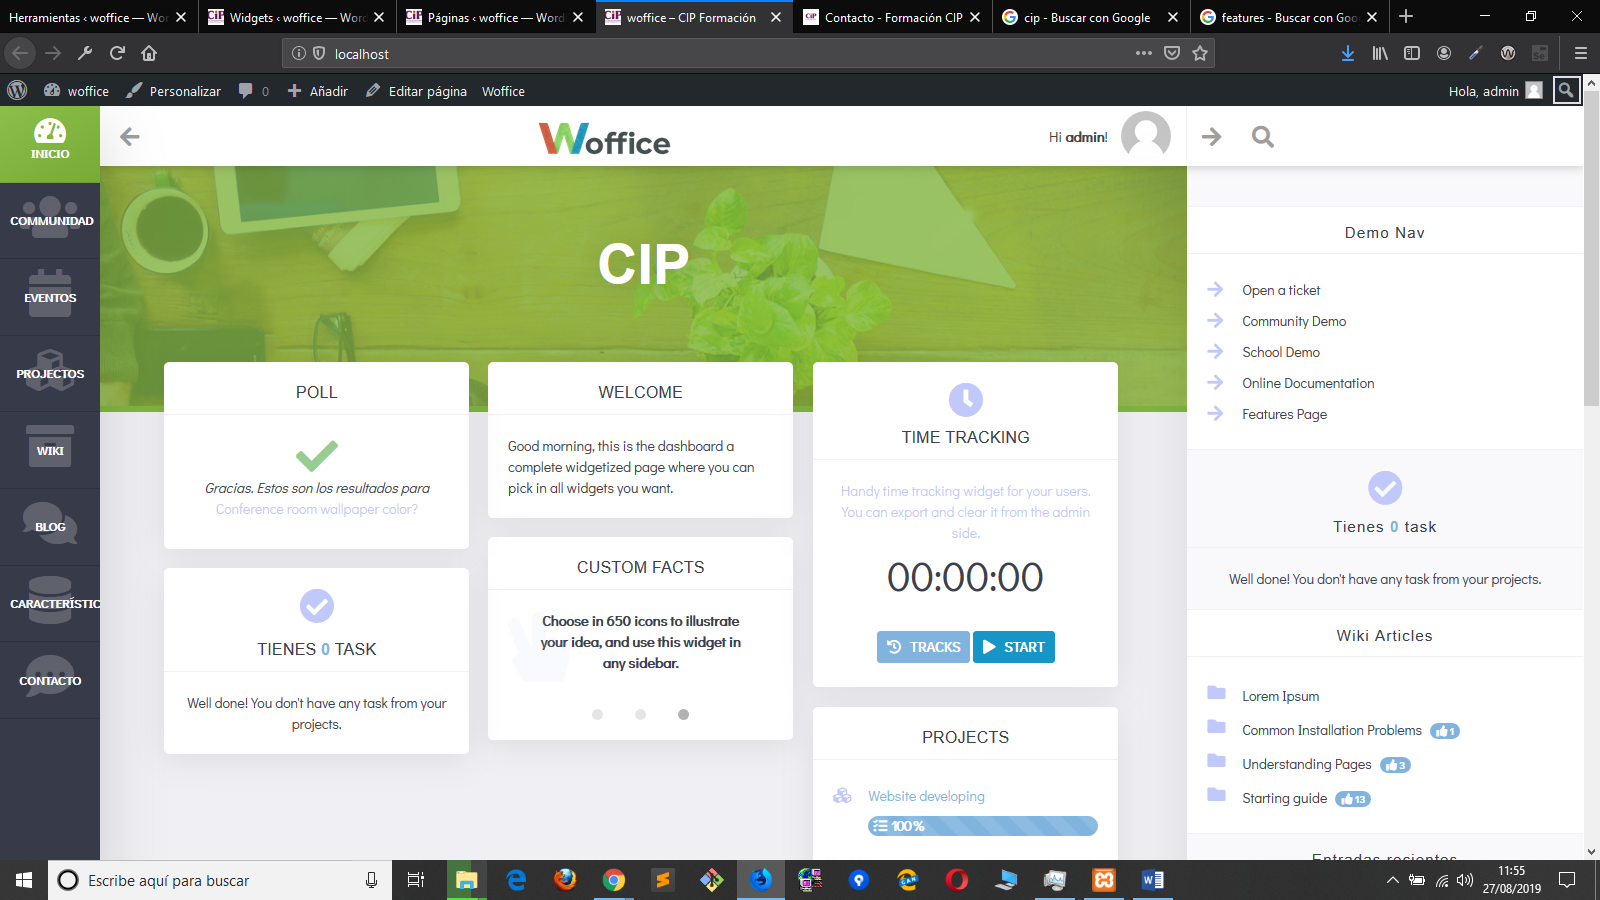 Herramientas ‹ woffice — Wor
Widgets ‹ woffice — Word
Páginas ‹ woffice — Word
woffice – CIP Formación
Contacto - Formación CIP
cip - Buscar con Google
features - Buscar con Goo
localhost
woffice
Personalizar
0
Añadir
Editar página
Woffice
Hola, admin
INICIO
COMMUNIDAD
EVENTOS
PROJECTOS
WIKI
BLOG
CARACTERÍSTIC
CONTACTO
Woffice
Hi admin!
CIP
POLL
Gracias. Estos son los resultados para
Conference room wallpaper color?
TIENES 0 TASK
Well done! You don't have any task from your
projects.
WELCOME
Good morning, this is the dashboard a
complete widgetized page where you can
pick in all widgets you want.
CUSTOM FACTS
Choose in 650 icons to illustrate
your idea, and use this widget in
any sidebar.
TIME TRACKING
Handy time tracking widget for your users.
You can export and clear it from the admin
side.
00:00:00
TRACKS
START
PROJECTS
Website developing
100%
Demo Nav
Open a ticket
Community Demo
School Demo
Online Documentation
Features Page
Tienes 0 task
Well done! You don't have any task from your projects.
Wiki Articles
Lorem Ipsum
Common Installation Problems 1
Understanding Pages 3
Starting guide 13
Entradas recientes
Escribe aquí para buscar
11:55
27/08/2019